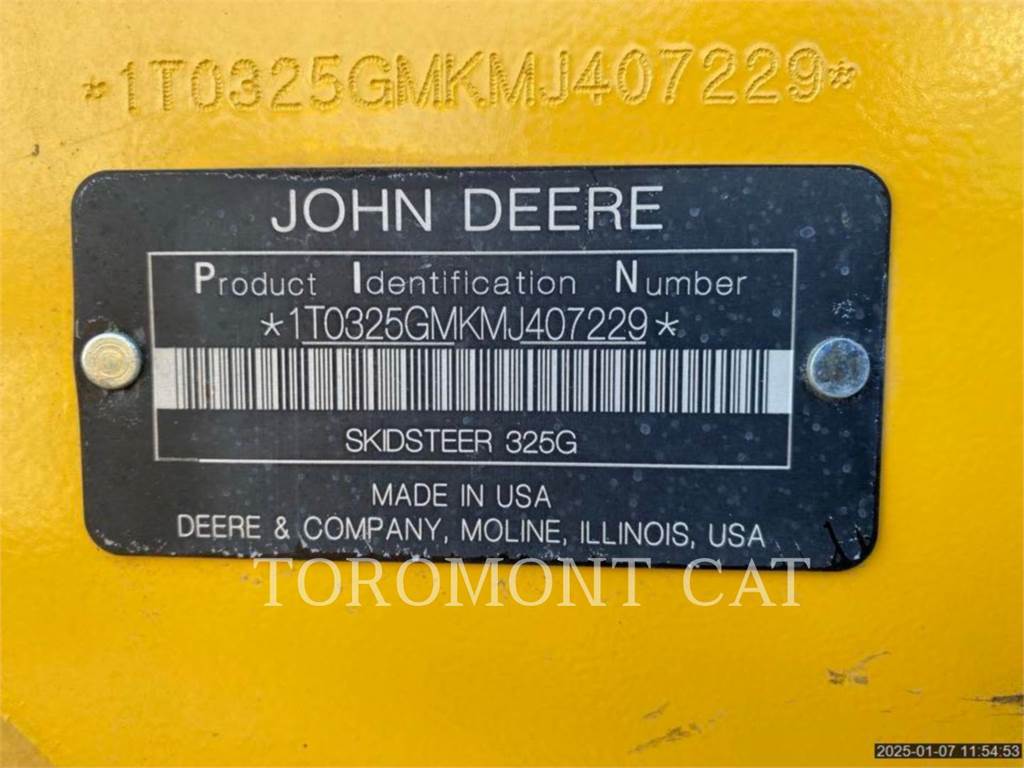 *1T0325GMKMJ407229*
JOHN DEERE
Product Identification Number
*1T0325GMKMJ407229*
SKIDSTEER 325G
MADE IN USA
DEERE & COMPANY, MOLINE, ILLINOIS, USA
TOROMONT CAT
2025-01-07 11:54:53